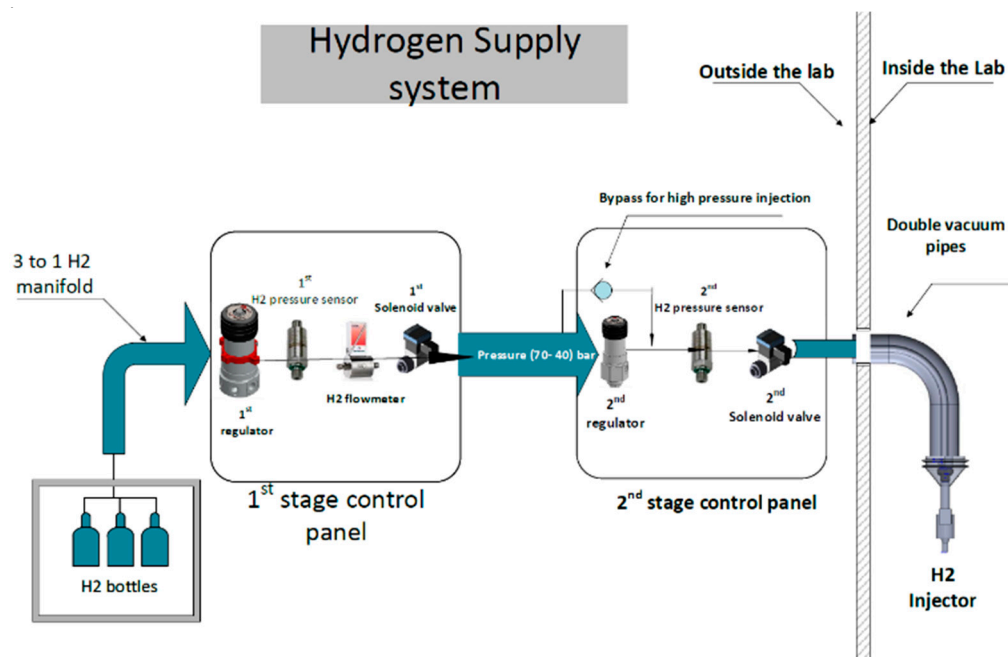 Hydrogen Supply
system
Outside the lab
Inside the Lab
Bypass for high pressure injection
Double vacuum
pipes
3 to 1 H2
manifold
1st
H2 pressure sensor
1st
Solenoid valve
2nd
H2 pressure sensor
Pressure (70- 40) bar
H2 flowmeter
1st
regulator
2nd
regulator
2nd
Solenoid valve
1st stage control
panel
2nd stage control panel
H2 bottles
H2
Injector